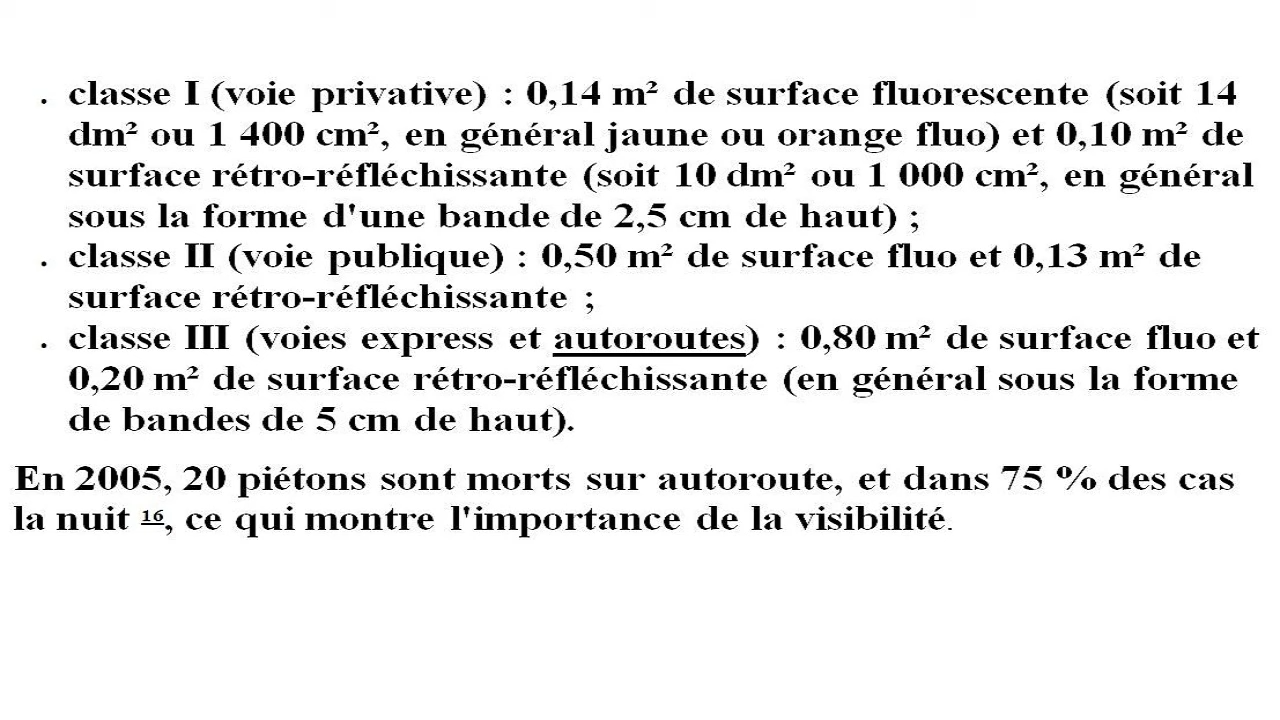 • classe I (voie privative) : 0,14 m² de surface fluorescente (soit 14
dm² ou 1 400 cm², en général jaune ou orange fluo) et 0,10 m² de
surface rétro-réfléchissante (soit 10 dm² ou 1 000 cm², en général
sous la forme d'une bande de 2,5 cm de haut) ;
• classe II (voie publique) : 0,50 m² de surface fluo et 0,13 m² de
surface rétro-réfléchissante ;
• classe III (voies express et autoroutes) : 0,80 m² de surface fluo et
0,20 m² de surface rétro-réfléchissante (en général sous la forme
de bandes de 5 cm de haut).
En 2005, 20 piétons sont morts sur autoroute, et dans 75 % des cas
la nuit 16, ce qui montre l'importance de la visibilité.